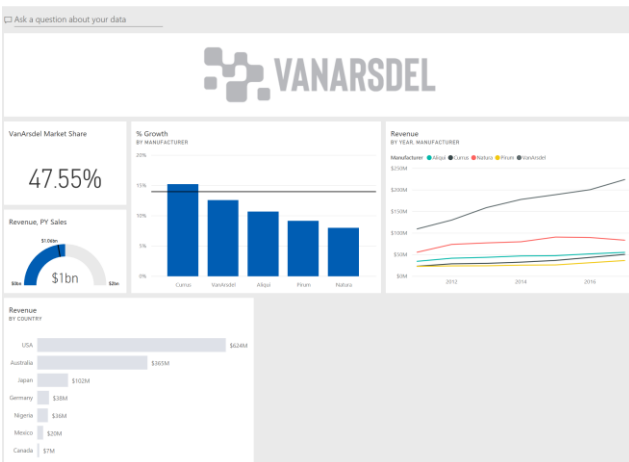 Ask a question about your data
VANARSDEL
VanArsdel Market Share
47.55%
Revenue, PY Sales
$1.06bn
$0bn
$1bn
$2bn
% Growth
BY MANUFACTURER
20%
15%
10%
5%
0%
Currus VanArsdel Aliqui Pirum Natura
Revenue
BY YEAR, MANUFACTURER
Manufacturer Aliqui Currus Natura Pirum VanArsdel
$250M
$200M
$150M
$100M
$50M
$0M
2012 2014 2016
Revenue
BY COUNTRY
USA $624M
Australia $365M
Japan $102M
Germany $38M
Nigeria $36M
Mexico $20M
Canada $7M